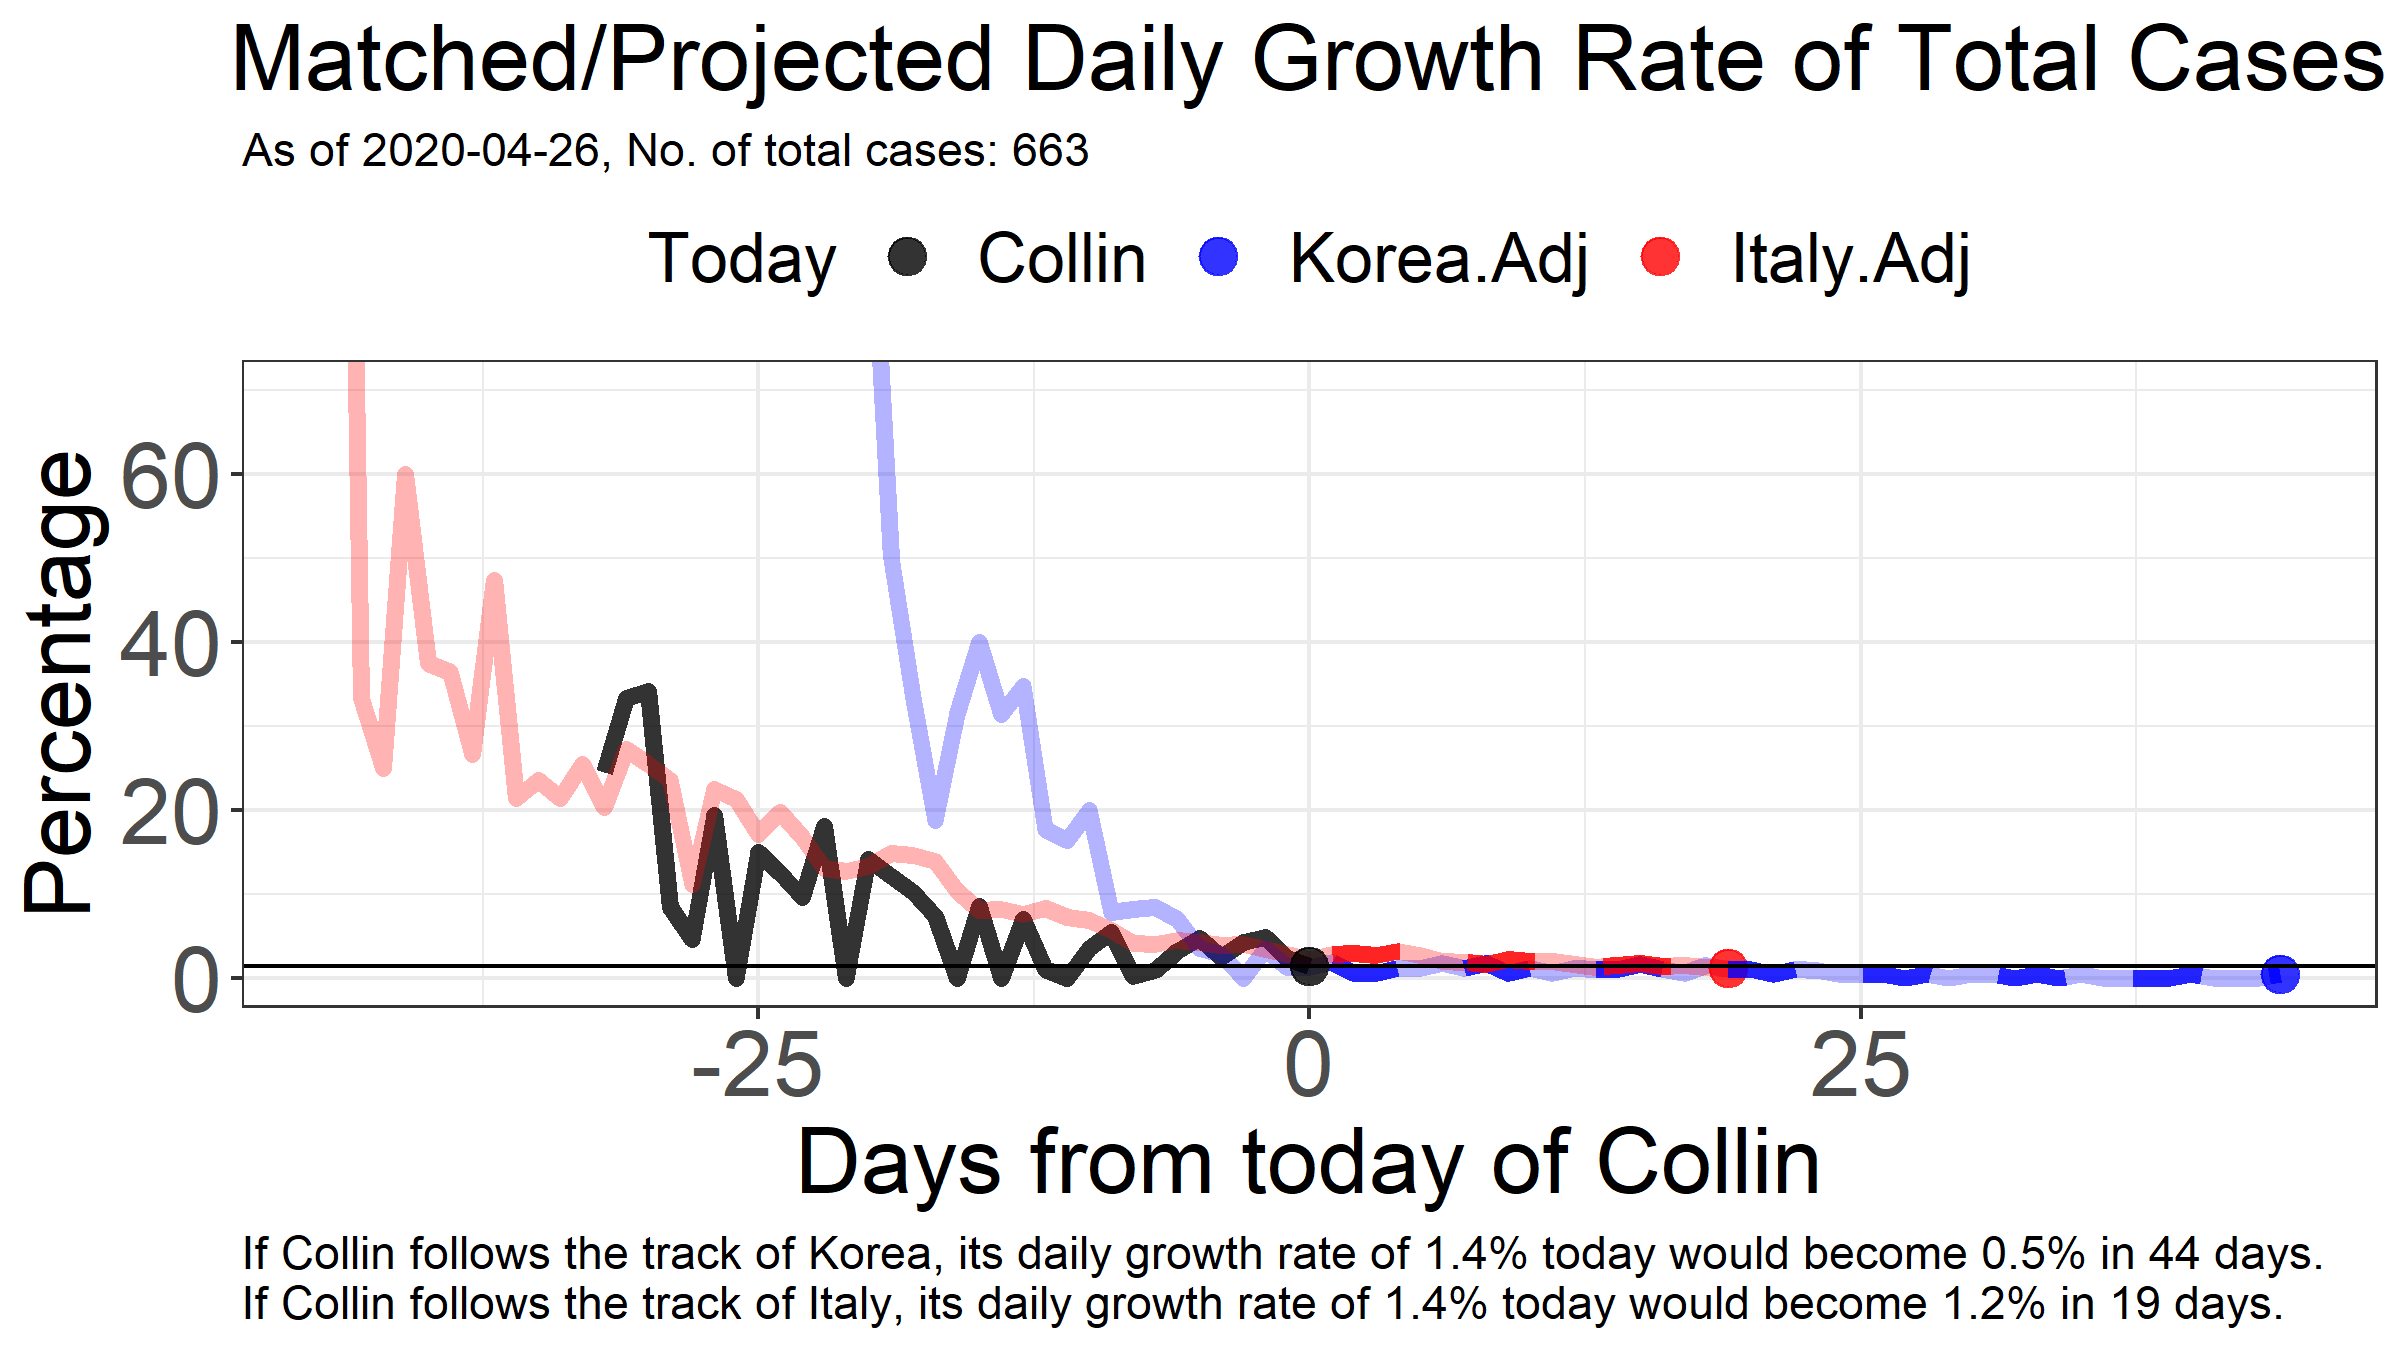 Matched/Projected Daily Growth Rate of Total Cases
As of 2020-04-26, No. of total cases: 663
Today Collin Korea.Adj Italy.Adj
Percentage
60
40
20
0
-25 0 25
Days from today of Collin
If Collin follows the track of Korea, its daily growth rate of 1.4% today would become 0.5% in 44 days.
If Collin follows the track of Italy, its daily growth rate of 1.4% today would become 1.2% in 19 days.